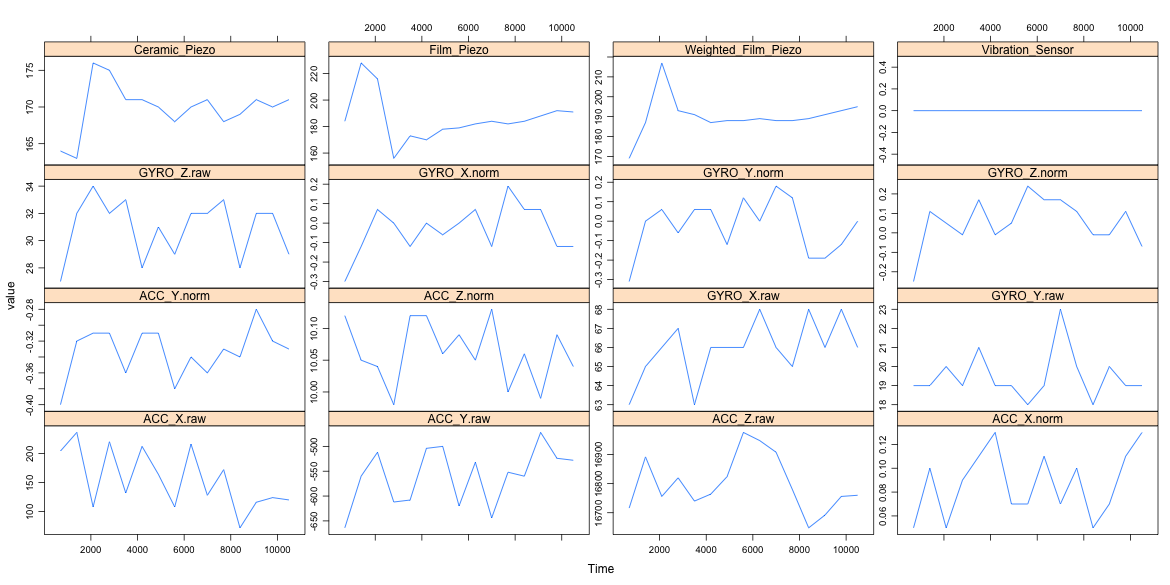 2000 4000 6000 8000 10000 2000 4000 6000 8000 10000
Ceramic_Piezo Film_Piezo Weighted_Film_Piezo Vibration_Sensor
165 170 175
160 180 200 220
170 180 190 200 210
-0.4 -0.2 0.0 0.2 0.4
GYRO_Z.raw GYRO_X.norm GYRO_Y.norm GYRO_Z.norm
28 30 32 34
-0.3 -0.2 -0.1 0.0 0.1 0.2
-0.3 -0.2 -0.1 0.0 0.1 0.2
-0.2 -0.1 0.0 0.1 0.2
value
ACC_Y.norm ACC_Z.norm GYRO_X.raw GYRO_Y.raw
-0.40 -0.36 -0.32 -0.28
10.00 10.05 10.10
63 64 65 66 67 68
18 19 20 21 22 23
ACC_X.raw ACC_Y.raw ACC_Z.raw ACC_X.norm
100 150 200
-650 -600 -550 -500
16700 16800 16900
0.06 0.08 0.10 0.12
2000 4000 6000 8000 10000 2000 4000 6000 8000 10000
Time